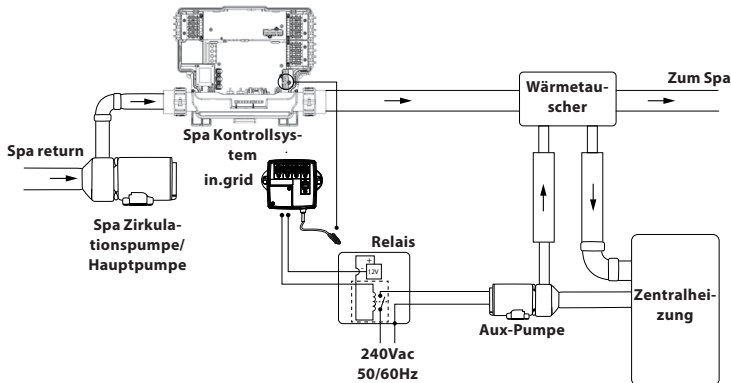 Wärmetau-
scher
Zum Spa
Spa Kontrollsys-
tem
in.grid
Spa return
Spa Zirkula-
tionspumpe/
Hauptpumpe
Relais
+
12V
Aux-Pumpe
Zentralhei-
zung
240Vac
50/60Hz